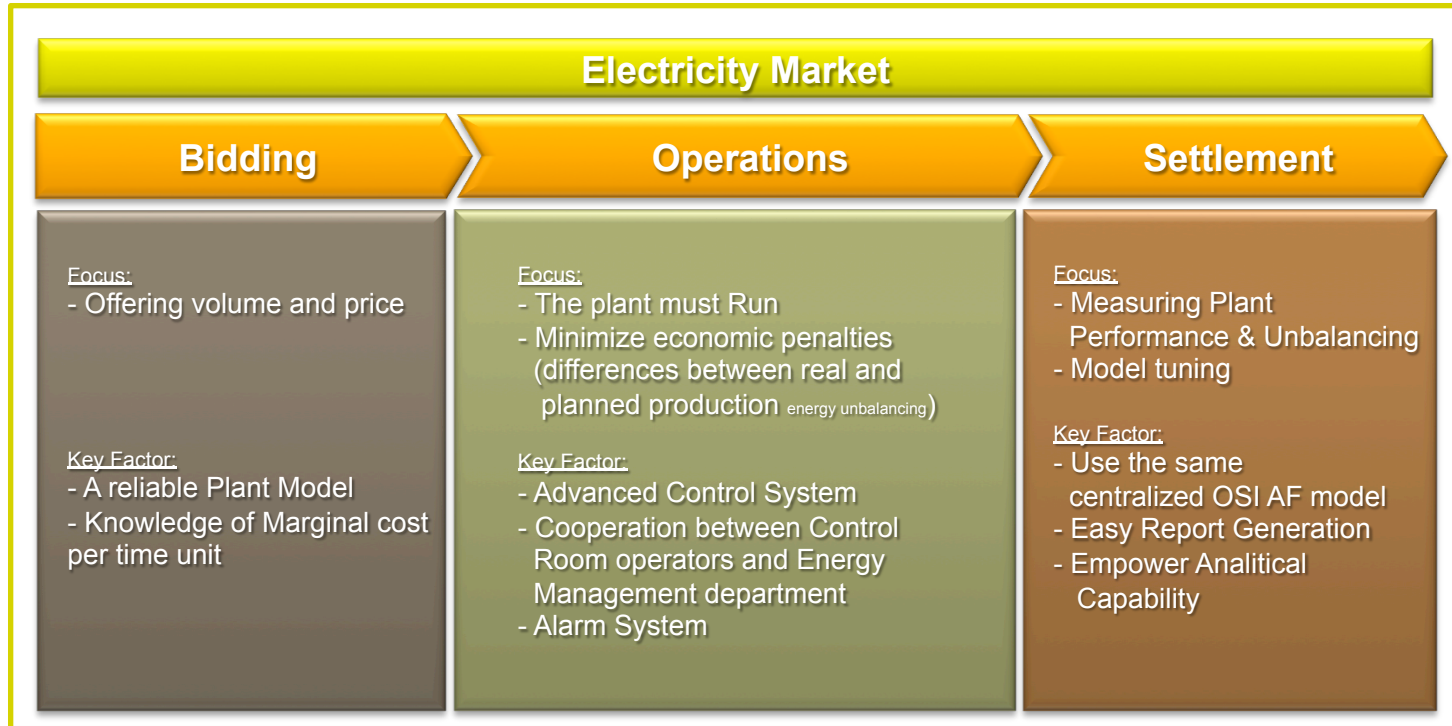 Electricity Market
Bidding
Operations
Settlement
Focus:
- Offering volume and price
Key Factor:
- A reliable Plant Model
- Knowledge of Marginal cost
per time unit
Focus:
- The plant must Run
- Minimize economic penalties
(differences between real and
planned production energy unbalancing)
Key Factor:
- Advanced Control System
- Cooperation between Control
Room operators and Energy
Management department
- Alarm System
Focus:
- Measuring Plant
Performance & Unbalancing
- Model tuning
Key Factor:
- Use the same
centralized OSI AF model
- Easy Report Generation
- Empower Analitical
Capability